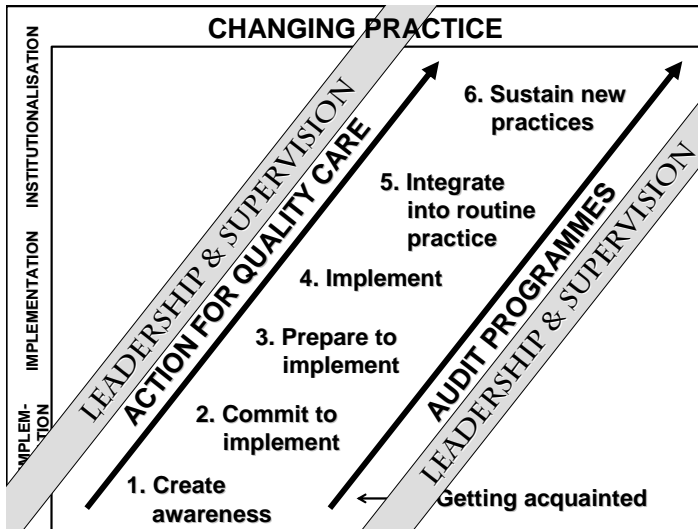 CHANGING PRACTICE
INSTITUTIONALISATION
IMPLEMENTATION
IMPLEM-
LEADERSHIP & SUPERVISION
ACTION FOR QUALITY CARE
6. Sustain new
practices
5. Integrate
into routine
practice
4. Implement
3. Prepare to
implement
2. Commit to
implement
1. Create
awareness
AUDIT PROGRAMMES
LEADERSHIP & SUPERVISION
Getting acquainted